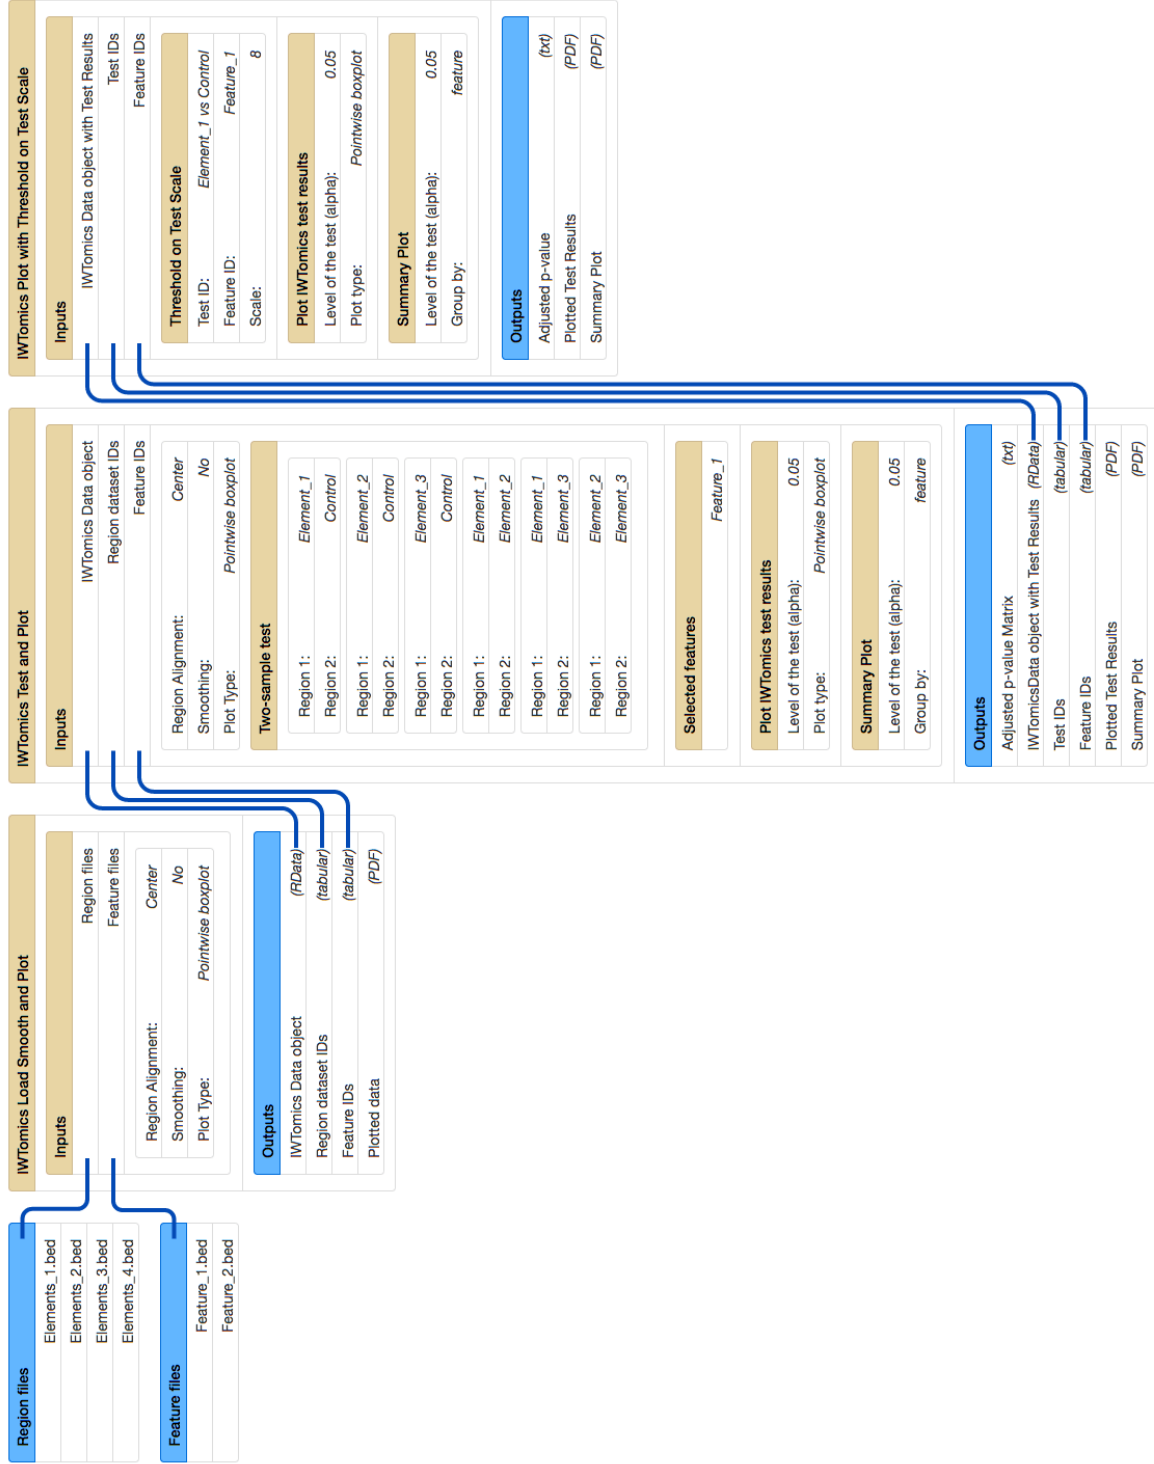 Region files
Elements_1.bed
Elements_2.bed
Elements_3.bed
Elements_4.bed
Feature files
Feature_1.bed
Feature_2.bed
IWTomics Load Smooth and Plot
Inputs
Region files
Feature files
Region Alignment: Center
Smoothing: No
Plot Type: Pointwise boxplot
Outputs
IWTomics Data object (RData)
Region dataset IDs (tabular)
Feature IDs (tabular)
Plotted data (PDF)
IWTomics Test and Plot
Inputs
IWTomics Data object
Region dataset IDs
Feature IDs
Region Alignment: Center
Smoothing: No
Plot Type: Pointwise boxplot
Two-sample test
Region 1: Element_1
Region 2: Control
Region 1: Element_2
Region 2: Control
Region 1: Element_3
Region 2: Control
Region 1: Element_1
Region 2: Element_2
Region 1: Element_1
Region 2: Element_3
Region 1: Element_2
Region 2: Element_3
Selected features
Feature_1
Plot IWTomics test results
Level of the test (alpha): 0.05
Plot type: Pointwise boxplot
Summary Plot
Level of the test (alpha): 0.05
Group by: feature
Outputs
Adjusted p-value Matrix (txt)
IWTomicsData object with Test Results (RData)
Test IDs (tabular)
Feature IDs (tabular)
Plotted Test Results (PDF)
Summary Plot (PDF)
IWTomics Plot with Threshold on Test Scale
Inputs
IWTomics Data object with Test Results
Test IDs
Feature IDs
Threshold on Test Scale
Test ID: Element_1 vs Control
Feature ID: Feature_1
Scale: 8
Plot IWTomics test results
Level of the test (alpha): 0.05
Plot type: Pointwise boxplot
Summary Plot
Level of the test (alpha): 0.05
Group by: feature
Outputs
Adjusted p-value (txt)
Plotted Test Results (PDF)
Summary Plot (PDF)